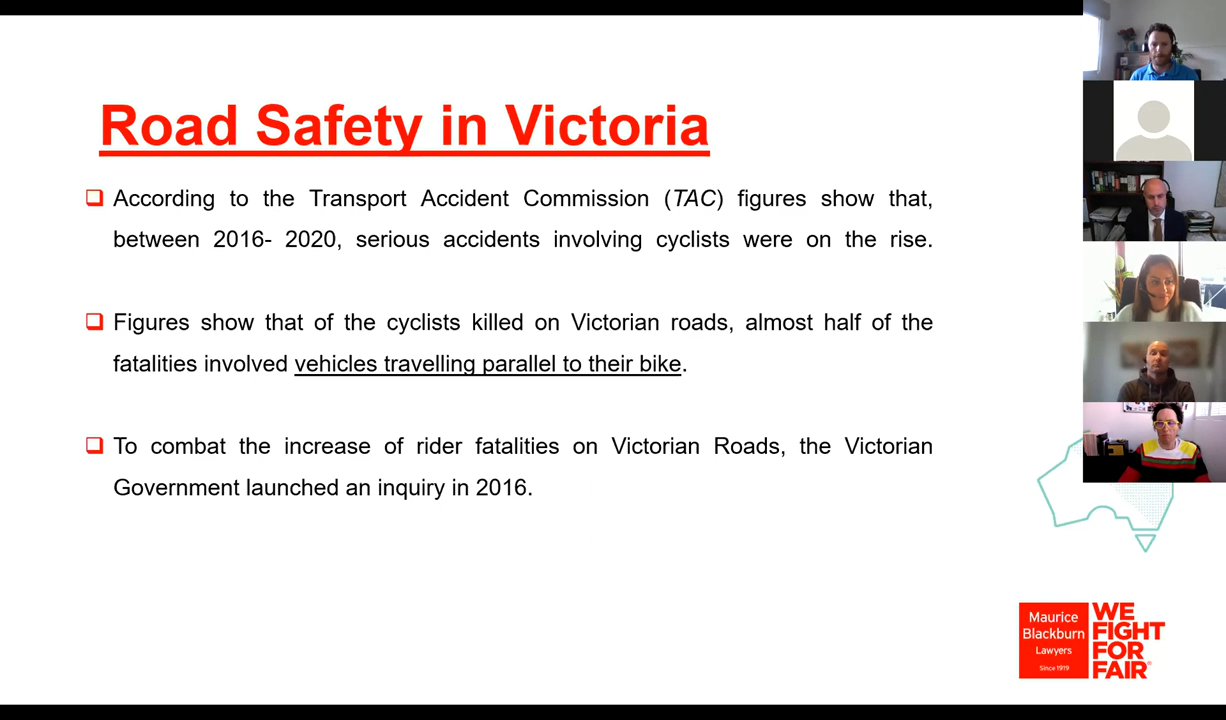 Road Safety in Victoria
According to the Transport Accident Commission (TAC) figures show that,
between 2016- 2020, serious accidents involving cyclists were on the rise.
Figures show that of the cyclists killed on Victorian roads, almost half of the
fatalities involved vehicles travelling parallel to their bike.
To combat the increase of rider fatalities on Victorian Roads, the Victorian
Government launched an inquiry in 2016.
Maurice
Blackburn
Lawyers
Since 1919
WE
FIGHT
FOR
FAIR®